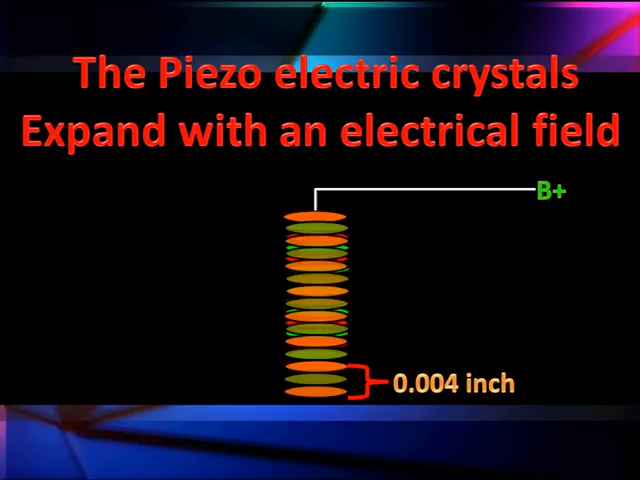 The Piezo electric crystals
Expand with an electrical field
B+
0.004 inch